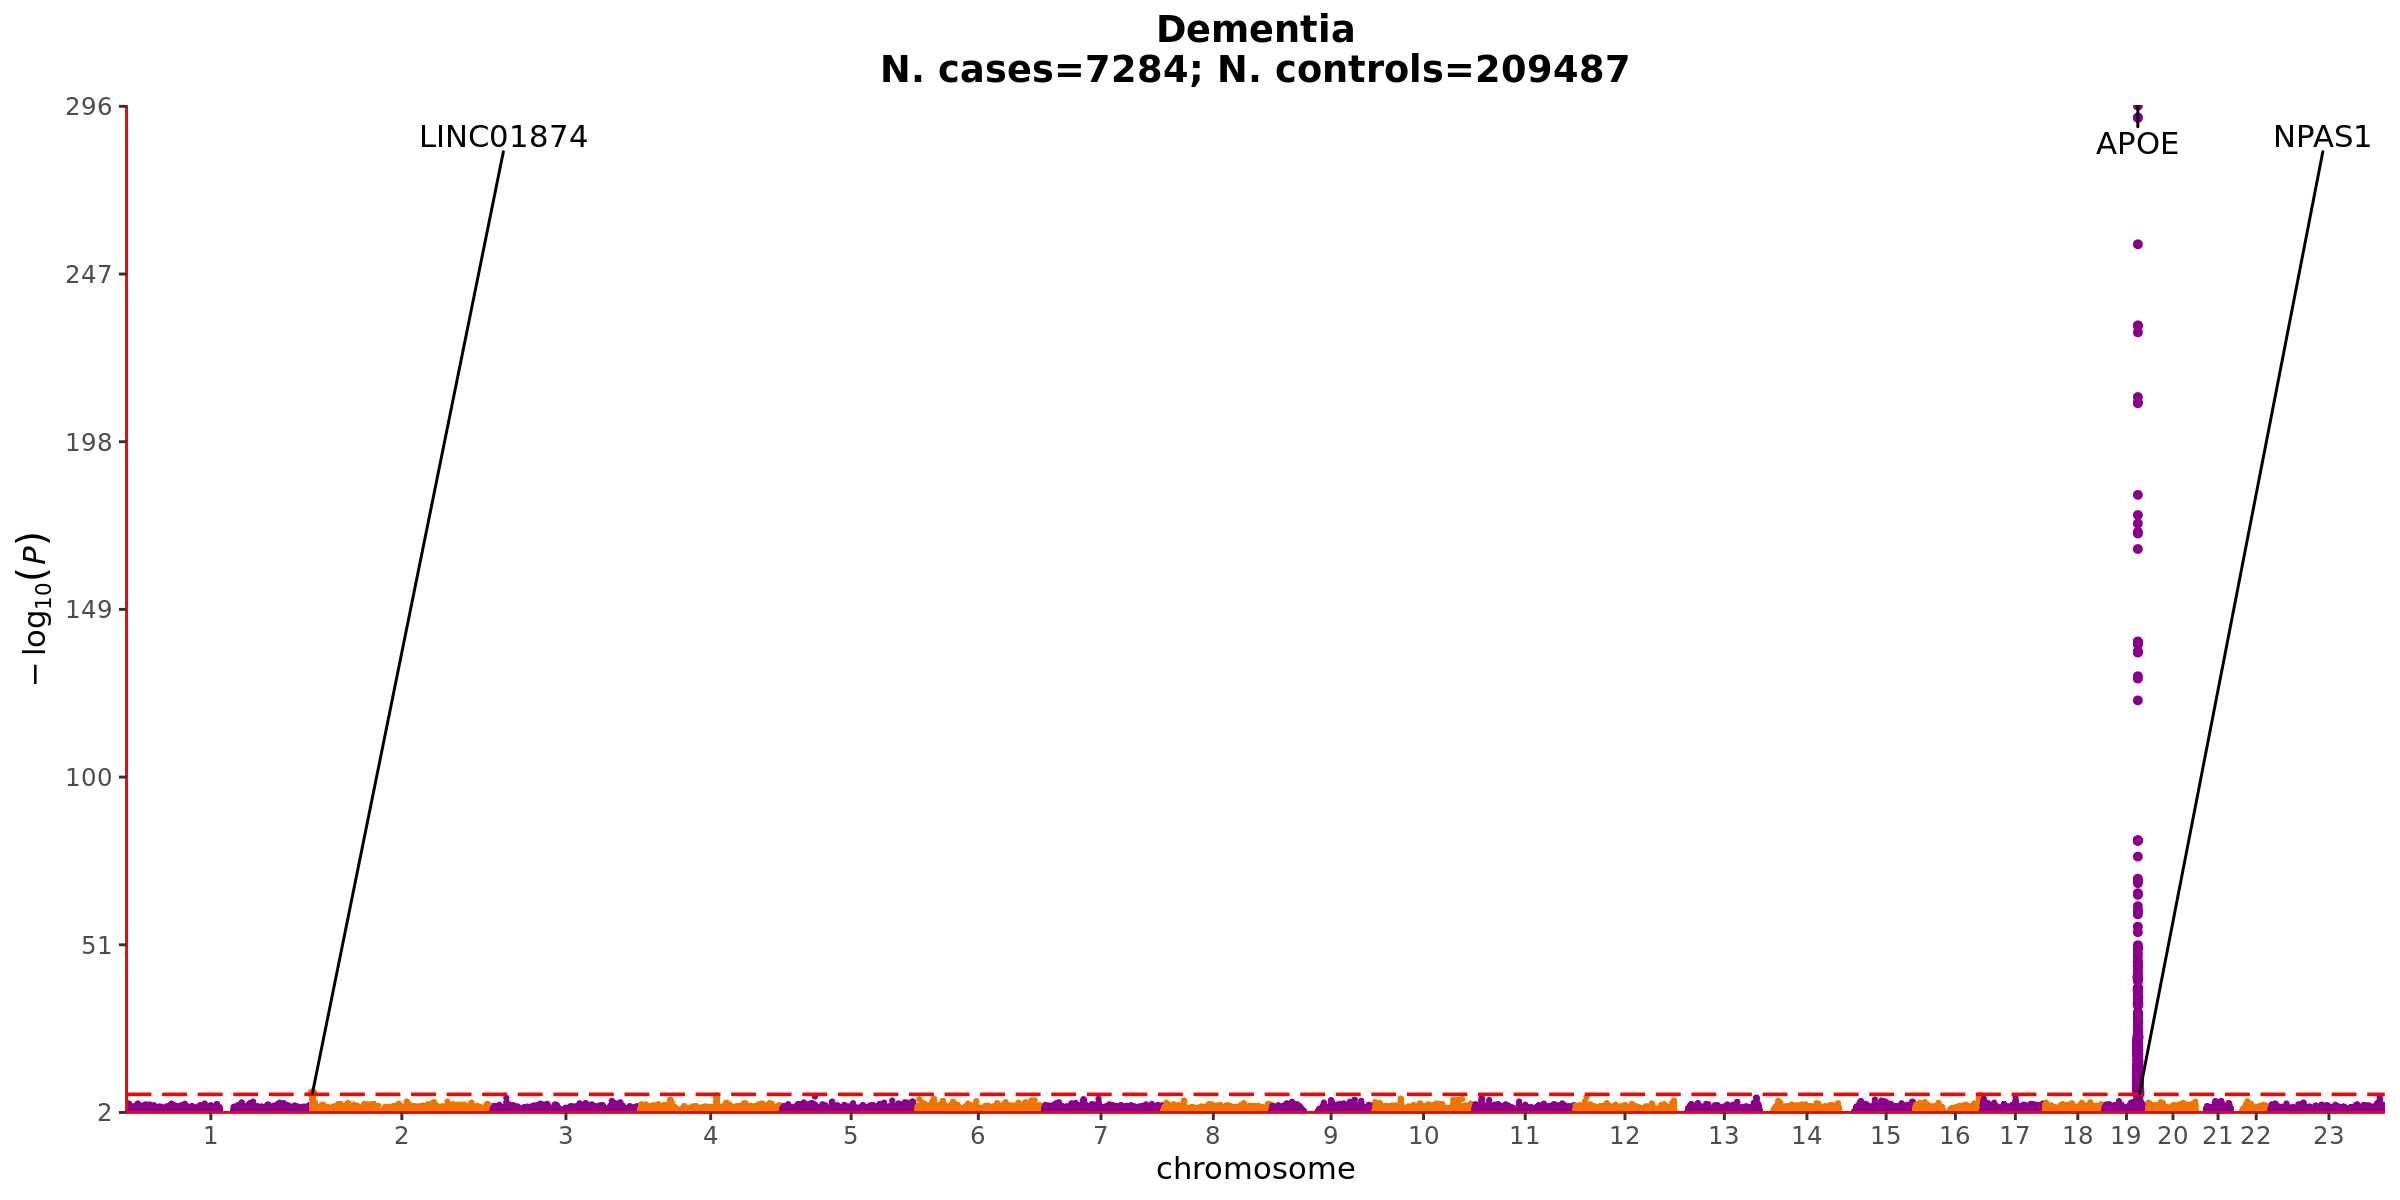 Dementia
N. cases=7284; N. controls=209487
296
LINC01874
APOE
NPAS1
247
198
149
100
51
2
−log10(P)
1 2 3 4 5 6 7 8 9 10 11 12 13 14 15 16 17 18 19 20 21 22 23
chromosome